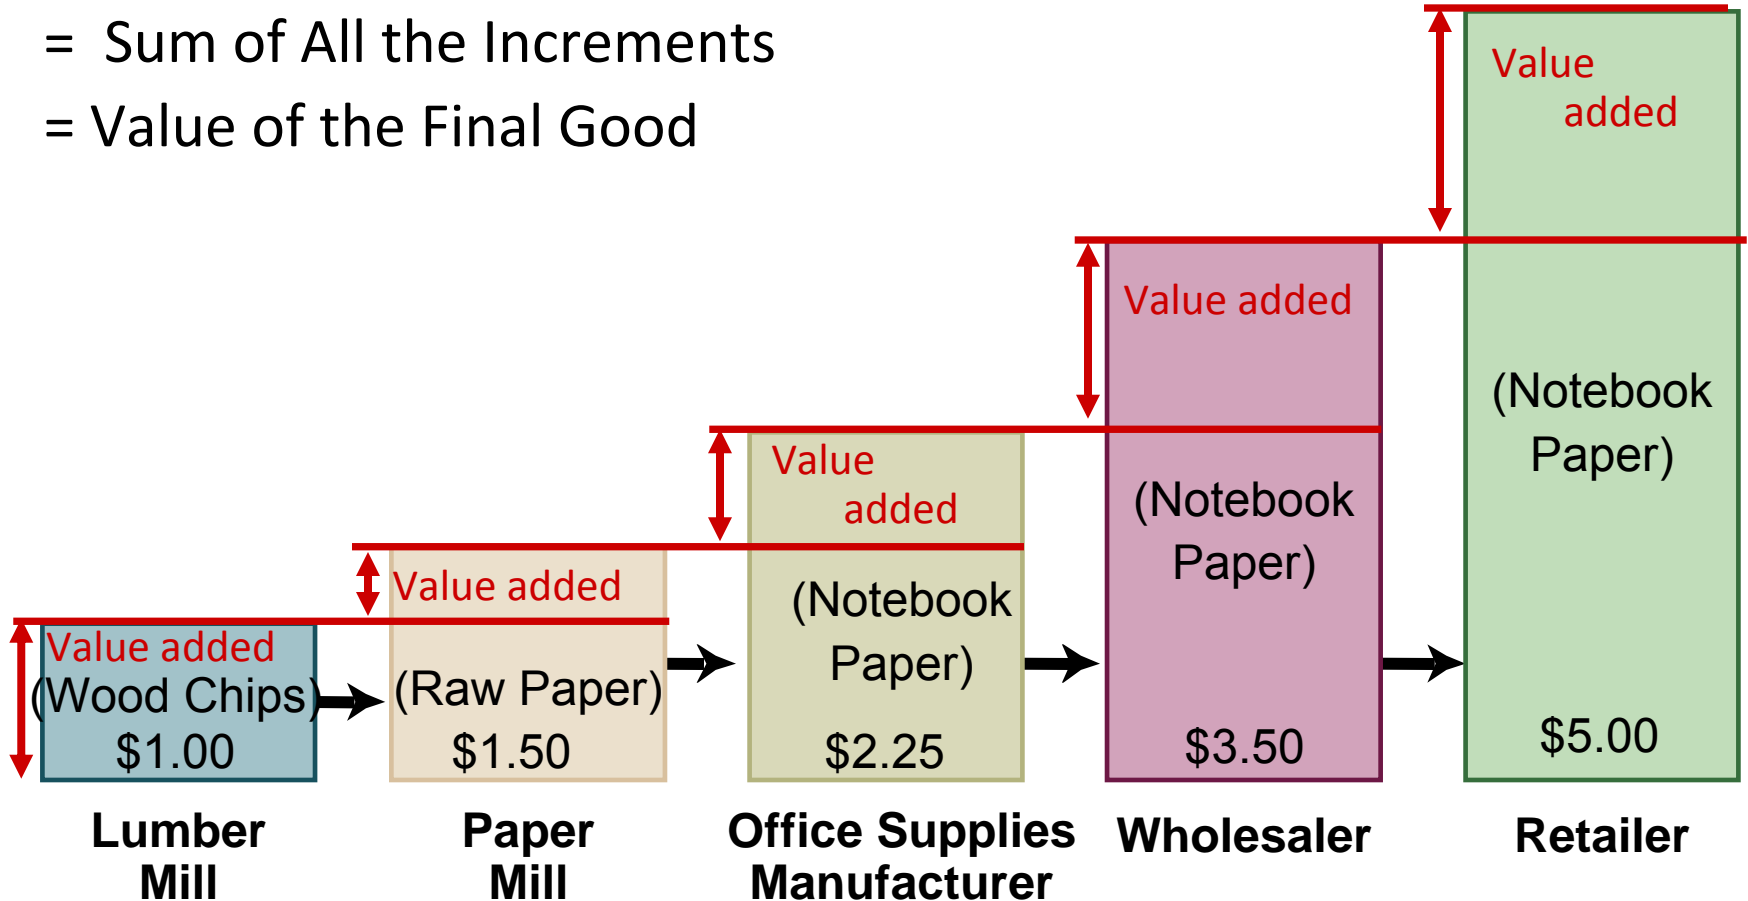 = Sum of All the Increments
= Value of the Final Good
Value added
(Wood Chips)
$1.00
Lumber
Mill
Value added
(Raw Paper)
$1.50
Paper
Mill
Value
added
(Notebook
Paper)
$2.25
Office Supplies
Manufacturer
Value added
(Notebook
Paper)
$3.50
Wholesaler
Value
added
(Notebook
Paper)
$5.00
Retailer